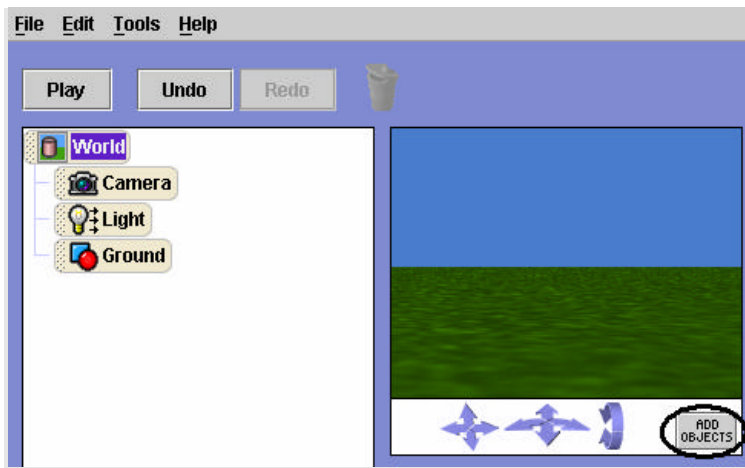 File Edit Tools Help
Play Undo Redo
World
Camera
Light
Ground
ADD
OBJECTS